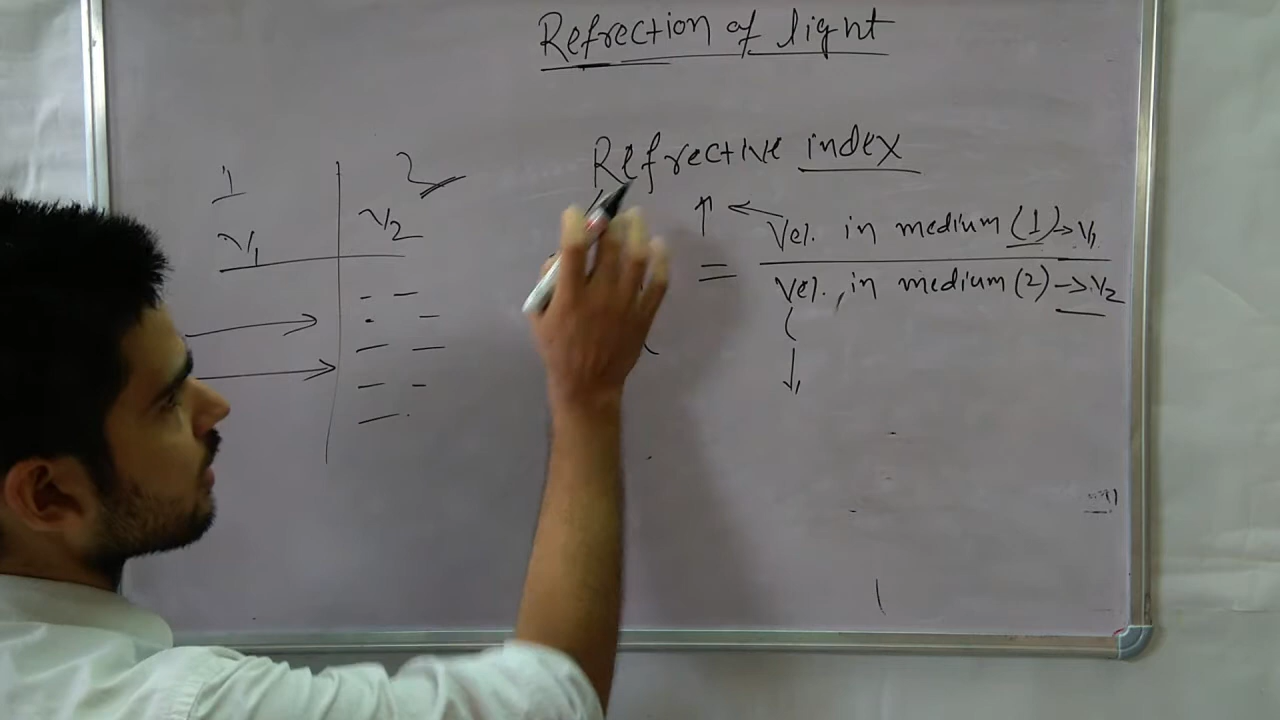 Refrection of light
Refrective index
1 2
V1 V2
= Vel. in medium (1)→V1
Vel. in medium (2)→V2